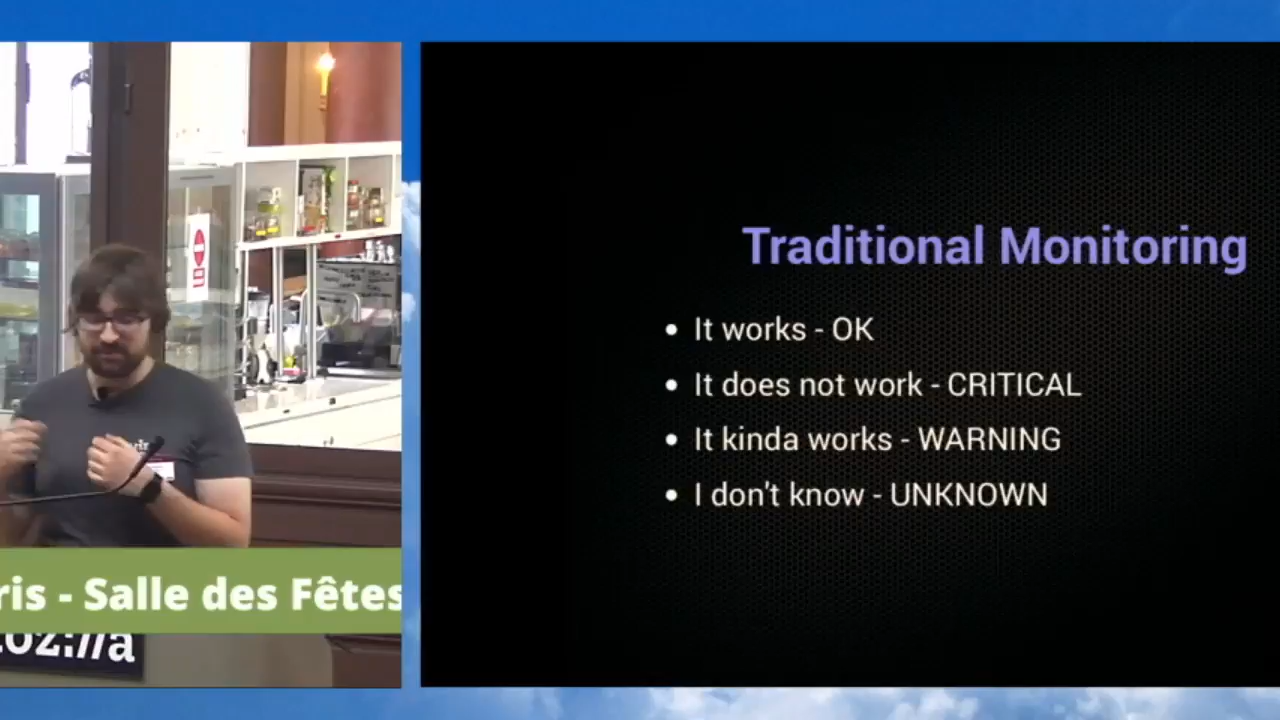 Traditional Monitoring
• It works - OK
• It does not work - CRITICAL
• It kinda works - WARNING
• I don't know - UNKNOWN
ris - Salle des Fêtes
oz://a